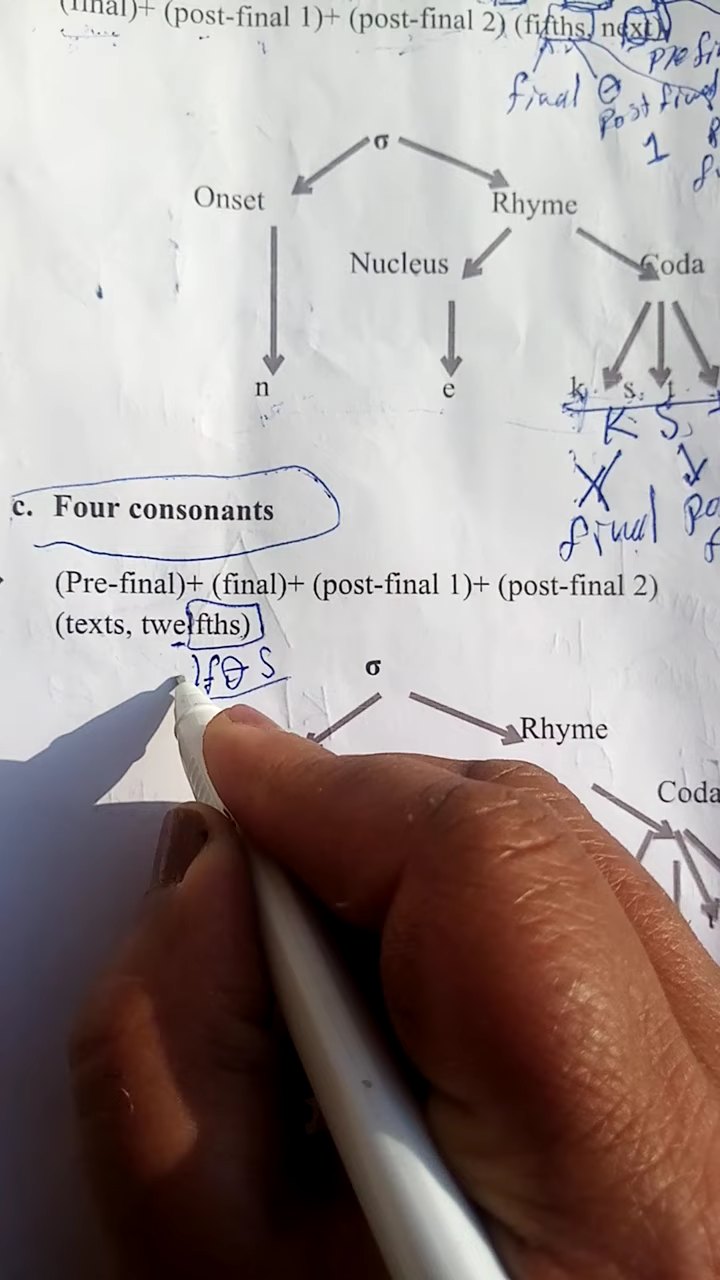 (final)+ (post-final 1)+ (post-final 2) (fifths, next)
final θ
Post final
1
σ
Onset
Rhyme
Nucleus
Coda
n
e
k s t
K S
final
c. Four consonants
(Pre-final)+ (final)+ (post-final 1)+ (post-final 2)
(texts, twelfths)
lfθs
σ
Rhyme
Coda